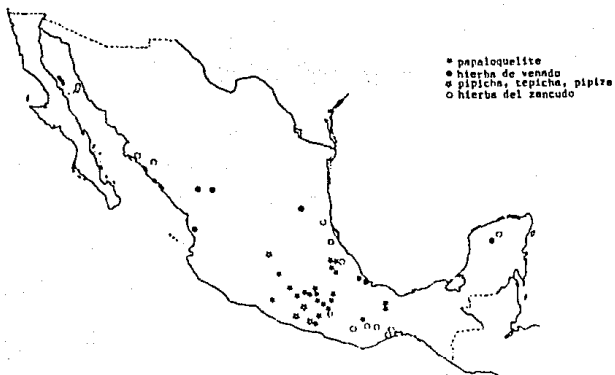 ★ papaloquelite
● hierba de venado
☆ pipicha, tepicha, pipiza
○ hierba del zancudo